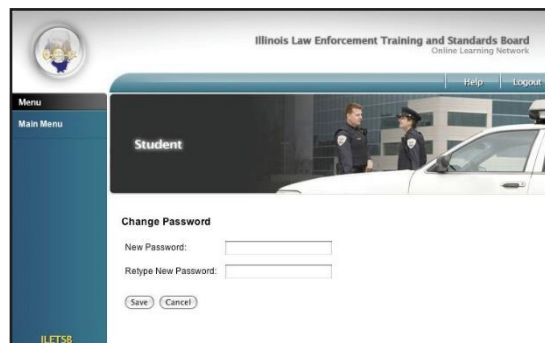 Illinois Law Enforcement Training and Standards Board
Online Learning Network
Help
Logout
Menu
Main Menu
Student
Change Password
New Password:
Retype New Password:
Save
Cancel
ILETSB